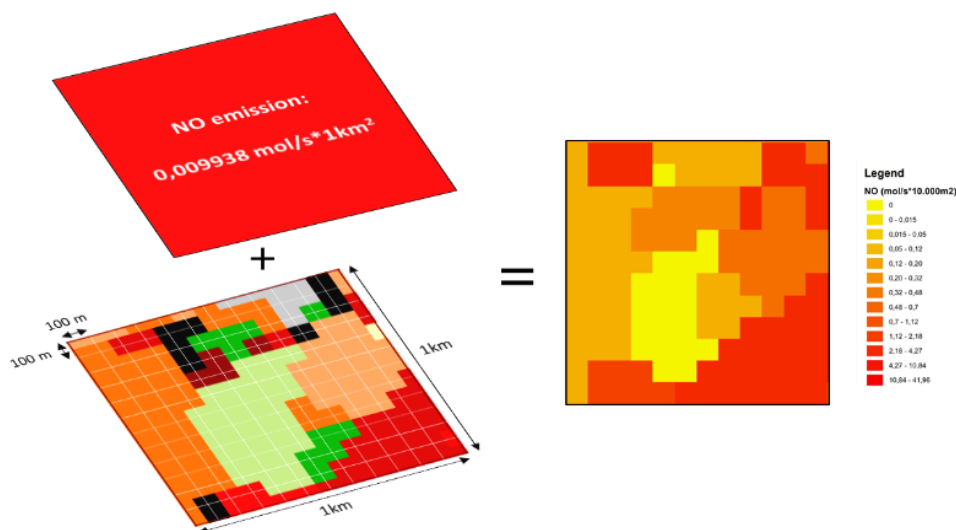 NO emission:
0,009938 mol/s*1km²
+
100 m
100 m
1km
1km
=
Legend
NO (mol/s*10.000m2)
0
0 - 0,015
0,015 - 0,05
0,05 - 0,12
0,12 - 0,20
0,20 - 0,32
0,32 - 0,48
0,48 - 0,7
0,7 - 1,12
1,12 - 2,18
2,18 - 4,27
4,27 - 10,84
10,84 - 41,96